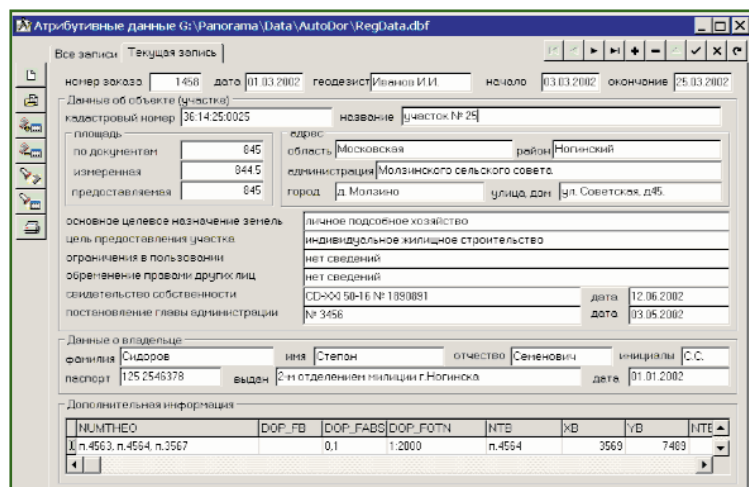 Атрибутивные данные G:\Panorama\Data\AutoDor\RegData.dbf
Все записи Текущая запись
номер заказа 1458 дата 01.03.2002 геодезист Иванов И.И. начало 03.03.2002 окончание 25.03.2002
Данные об объекте (участке)
кадастровый номер 36:14:25:0025 название участок № 25
площадь адрес
по документам 845 область Московская район Ногинский
измеренная 844.5 администрация Молзинского сельского совета
предоставляемая 845 город д. Молзино улица, дом ул. Советская, д45.
основное целевое назначение земель личное подсобное хозяйство
цель предоставления участка индивидуальное жилищное строительство
ограничения в пользовании нет сведений
обременение правами других лиц нет сведений
свидетельство собственности CD-XXI 50-16 № 1890891 дата 12.06.2002
постановление главы администрации № 3456 дата 03.05.2002
Данные о владельце
фамилия Сидоров имя Степан отчество Семенович инициалы С.С.
паспорт 125 2546378 выдан 2-м отделением милиции г.Ногинска дата 01.01.2002
Дополнительная информация
NUMTHEO DOP_FB DOP_FABS DOP_FOTN NTB XB YB NTE
п.4563, п.4564, п.3567 0,1 1:2000 п.4564 3569 7489